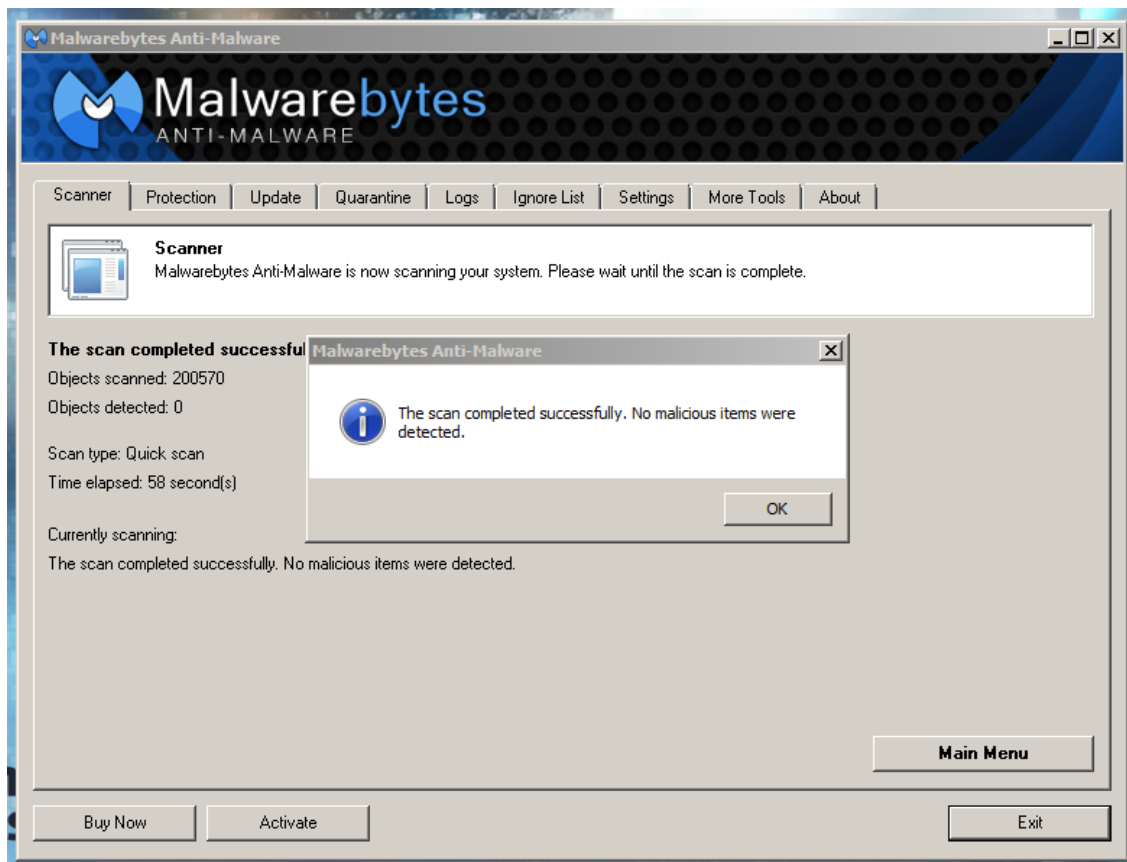 Malwarebytes Anti-Malware
Malwarebytes
ANTI-MALWARE
Scanner Protection Update Quarantine Logs Ignore List Settings More Tools About
Scanner
Malwarebytes Anti-Malware is now scanning your system. Please wait until the scan is complete.
The scan completed successful
Objects scanned: 200570
Objects detected: 0
Scan type: Quick scan
Time elapsed: 58 second(s)
Currently scanning:
The scan completed successfully. No malicious items were detected.
Malwarebytes Anti-Malware
The scan completed successfully. No malicious items were
detected.
OK
Main Menu
Buy Now Activate Exit